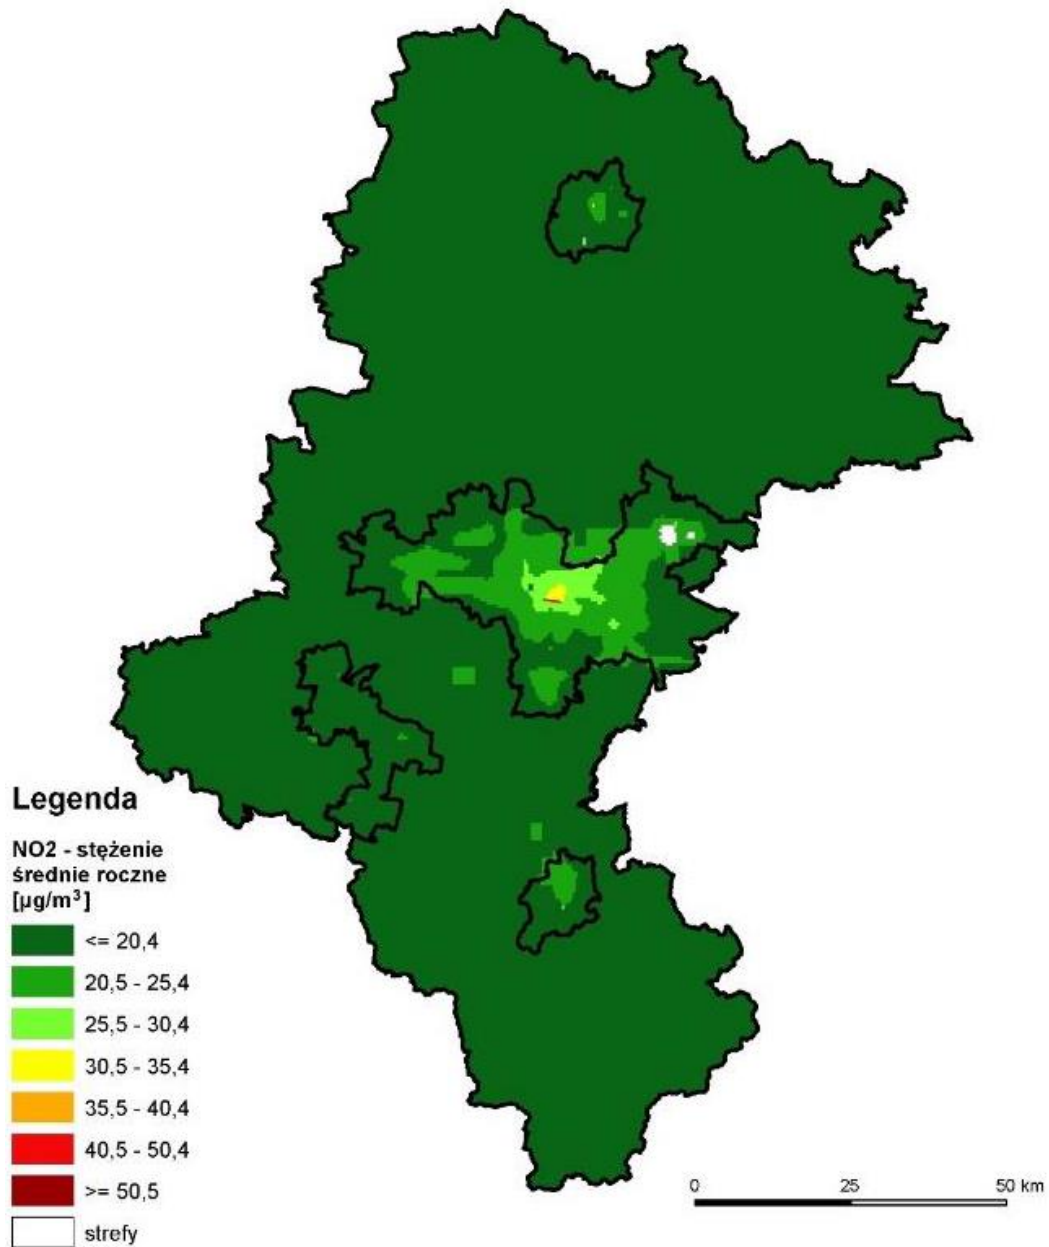 Legenda
NO2 - stężenie
średnie roczne
[µg/m³]
<= 20,4
20,5 - 25,4
25,5 - 30,4
30,5 - 35,4
35,5 - 40,4
40,5 - 50,4
>= 50,5
strefy
0 25 50 km